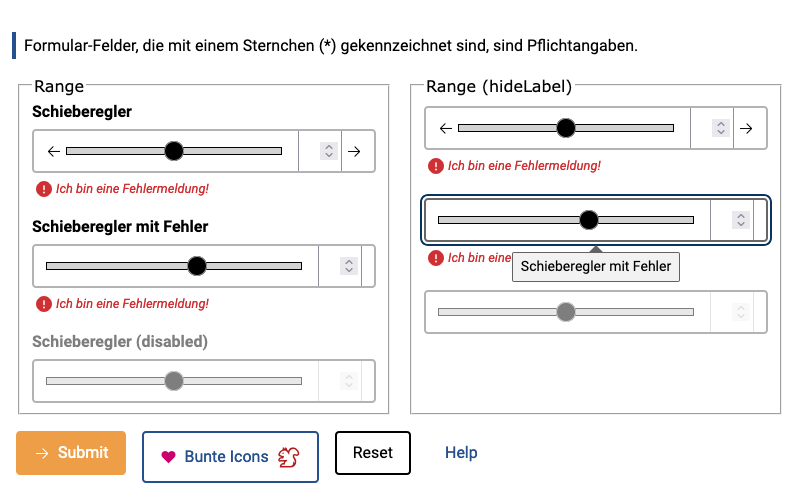 Formular-Felder, die mit einem Sternchen (*) gekennzeichnet sind, sind Pflichtangaben.
Range
Schieberegler
Ich bin eine Fehlermeldung!
Schieberegler mit Fehler
Ich bin eine Fehlermeldung!
Schieberegler (disabled)
Range (hideLabel)
Ich bin eine Fehlermeldung!
Ich bin eine
Schieberegler mit Fehler
Submit
Bunte Icons
Reset
Help